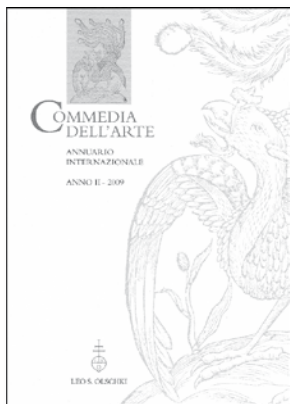 COMMEDIA
DELL'ARTE
ANNUARIO
INTERNAZIONALE
ANNO II - 2009
LEO S. OLSCHKI